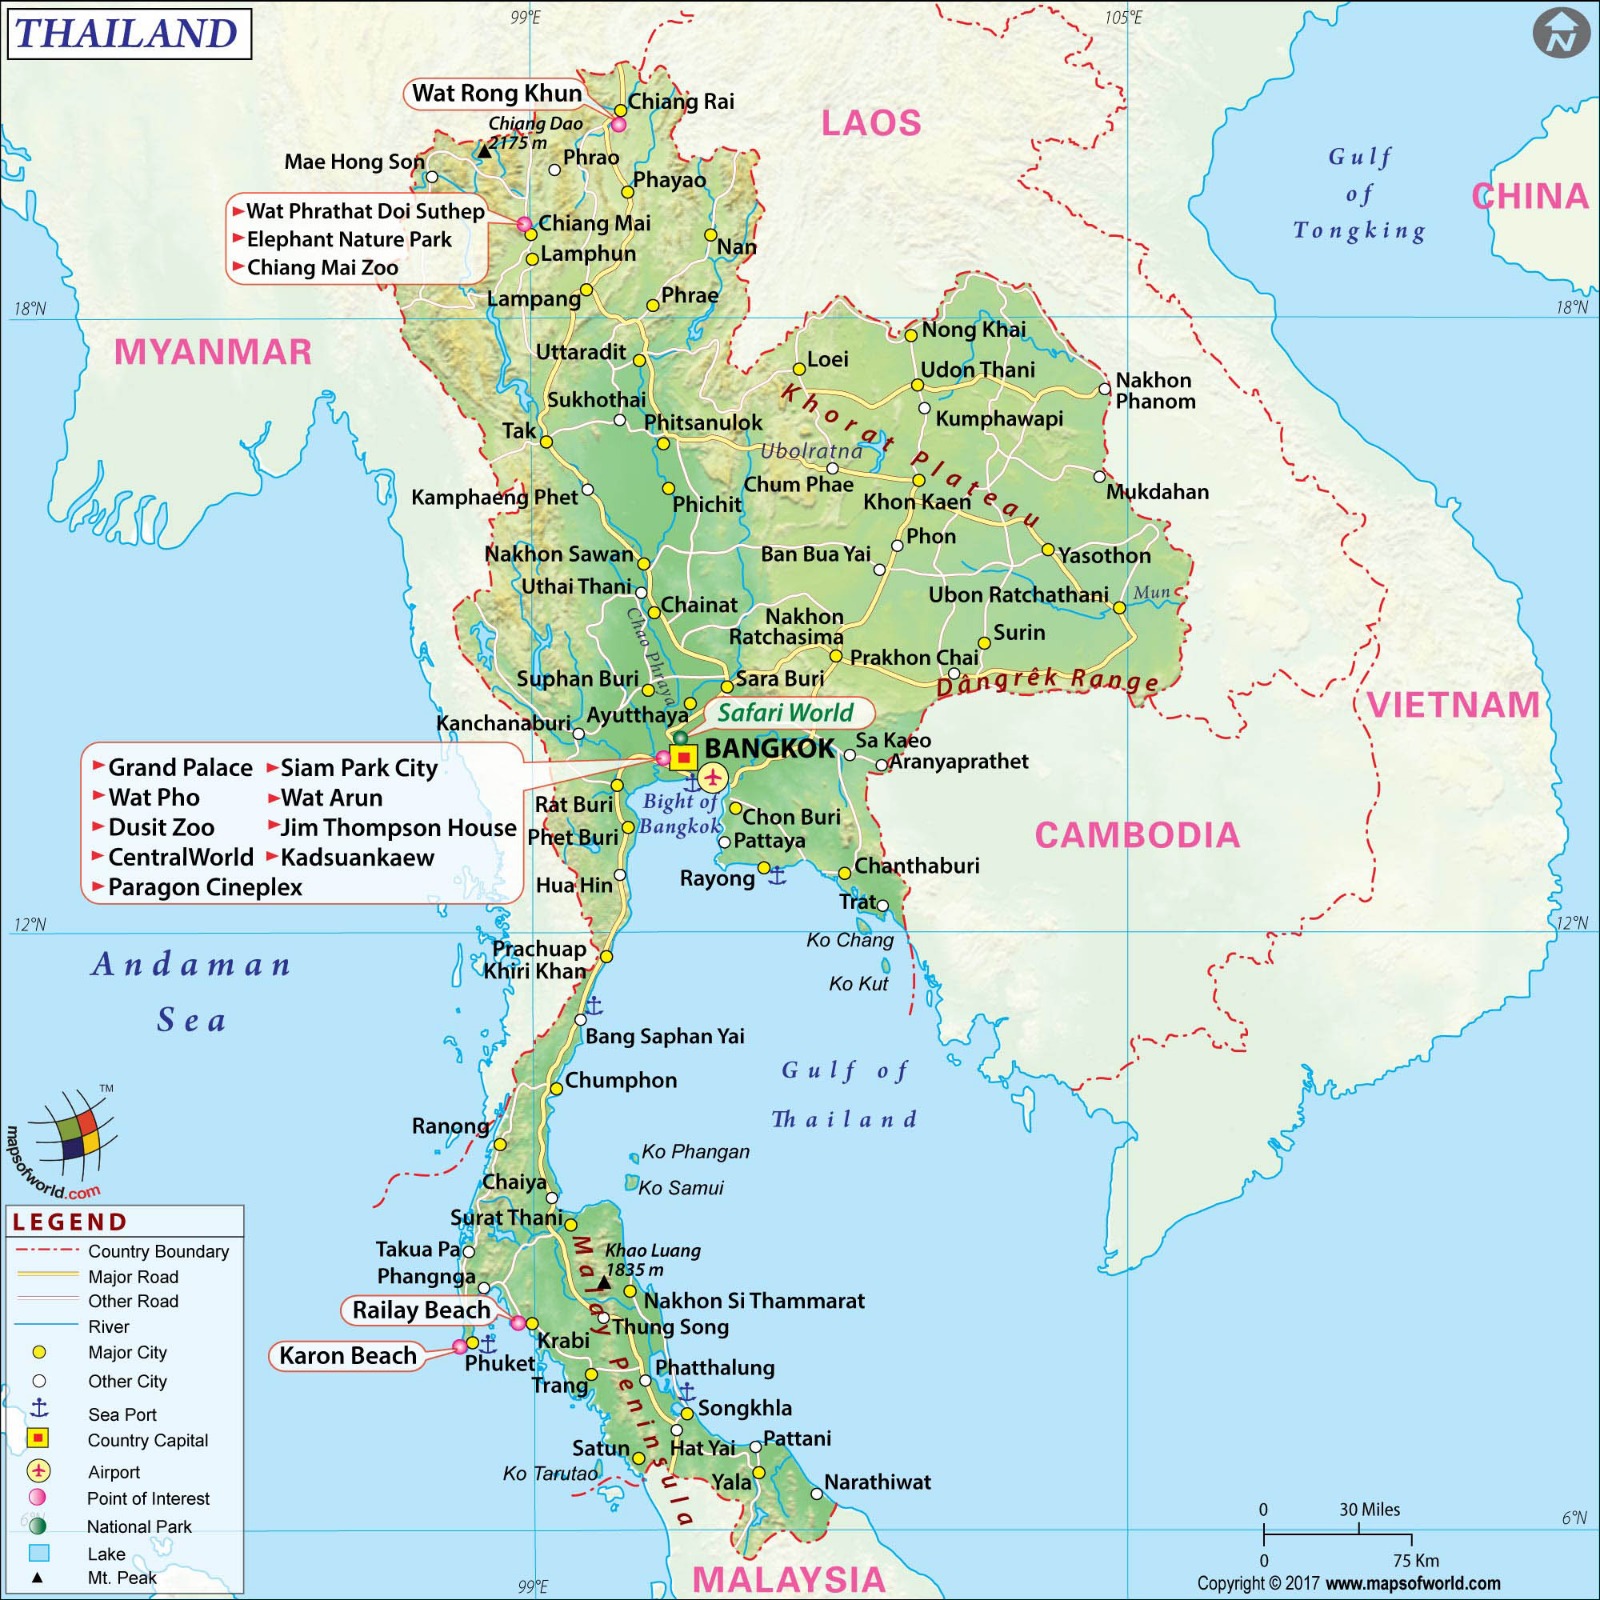 THAILAND
99°E
105°E
N
Wat Rong Khun
Chiang Rai
LAOS
Chiang Dao
2175 m
Gulf
of
Tongking
CHINA
Mae Hong Son
Phrao
Phayao
Wat Phrathat Doi Suthep
Elephant Nature Park
Chiang Mai Zoo
Chiang Mai
Lamphun
Nan
Lampang
Phrae
18°N
18°N
MYANMAR
Nong Khai
Uttaradit
Loei
Udon Thani
Nakhon
Phanom
Khorat Plateau
Sukhothai
Kumphawapi
Phitsanulok
Tak
Ubolratna
Chum Phae
Khon Kaen
Mukdahan
Kamphaeng Phet
Phichit
Phon
Nakhon Sawan
Ban Bua Yai
Yasothon
Uthai Thani
Ubon Ratchathani
Mun
Chainat
Chao Phraya
Nakhon
Ratchasima
Surin
Prakhon Chai
Suphan Buri
Sara Buri
Dângrêk Range
VIETNAM
Ayutthaya
Safari World
Kanchanaburi
BANGKOK
Sa Kaeo
Aranyaprathet
Grand Palace
Siam Park City
Wat Pho
Wat Arun
Dusit Zoo
Jim Thompson House
CentralWorld
Kadsuankaew
Paragon Cineplex
Rat Buri
Bight of
Bangkok
Chon Buri
Phet Buri
Pattaya
CAMBODIA
Hua Hin
Rayong
Chanthaburi
Trat
12°N
12°N
Ko Chang
Andaman
Sea
Prachuap
Khiri Khan
Ko Kut
Bang Saphan Yai
Gulf of
Thailand
Chumphon
TM
mapsofworld.com
Ranong
Ko Phangan
Chaiya
Ko Samui
Surat Thani
Malay Peninsula
Takua Pa
Khao Luang
1835 m
Phangnga
Nakhon Si Thammarat
Railay Beach
Thung Song
Krabi
Karon Beach
Phuket
Phatthalung
Trang
Songkhla
Satun
Hat Yai
Pattani
Ko Tarutao
Yala
Narathiwat
LEGEND
Country Boundary
Major Road
Other Road
River
Major City
Other City
Sea Port
Country Capital
Airport
Point of Interest
National Park
Lake
Mt. Peak
6°N
6°N
99°E
MALAYSIA
0
30 Miles
0
75 Km
Copyright © 2017 www.mapsofworld.com